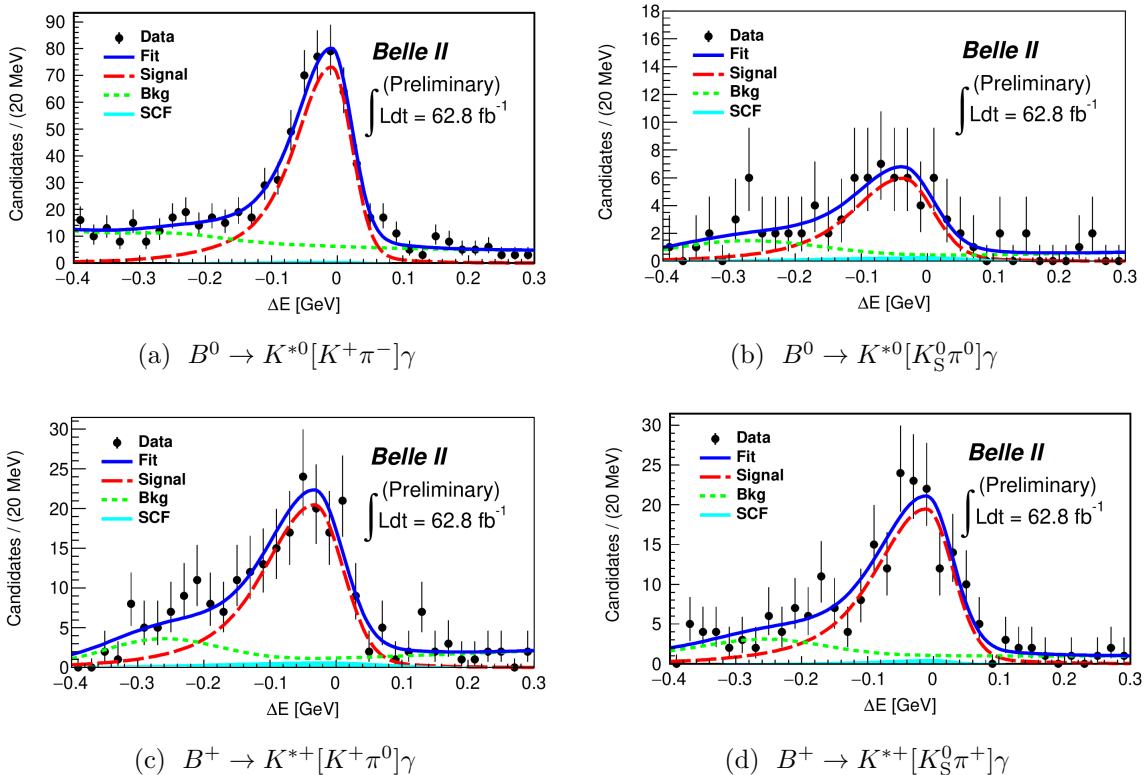 Candidates / (20 MeV)
90
80
70
60
50
40
30
20
10
0
Data
Fit
Signal
Bkg
SCF
Belle II
(Preliminary)
∫ Ldt = 62.8 fb⁻¹
−0.4 −0.3 −0.2 −0.1 0 0.1 0.2 0.3
ΔE [GeV]
(a) B⁰ → K*⁰[K⁺π⁻]γ
Candidates / (20 MeV)
18
16
14
12
10
8
6
4
2
0
Data
Fit
Signal
Bkg
SCF
Belle II
(Preliminary)
∫ Ldt = 62.8 fb⁻¹
−0.4 −0.3 −0.2 −0.1 0 0.1 0.2 0.3
ΔE [GeV]
(b) B⁰ → K*⁰[K_S⁰π⁰]γ
Candidates / (20 MeV)
30
25
20
15
10
5
0
Data
Fit
Signal
Bkg
SCF
Belle II
(Preliminary)
∫ Ldt = 62.8 fb⁻¹
−0.4 −0.3 −0.2 −0.1 0 0.1 0.2 0.3
ΔE [GeV]
(c) B⁺ → K*⁺[K⁺π⁰]γ
Candidates / (20 MeV)
30
25
20
15
10
5
0
Data
Fit
Signal
Bkg
SCF
Belle II
(Preliminary)
∫ Ldt = 62.8 fb⁻¹
−0.4 −0.3 −0.2 −0.1 0 0.1 0.2 0.3
ΔE [GeV]
(d) B⁺ → K*⁺[K_S⁰π⁺]γ